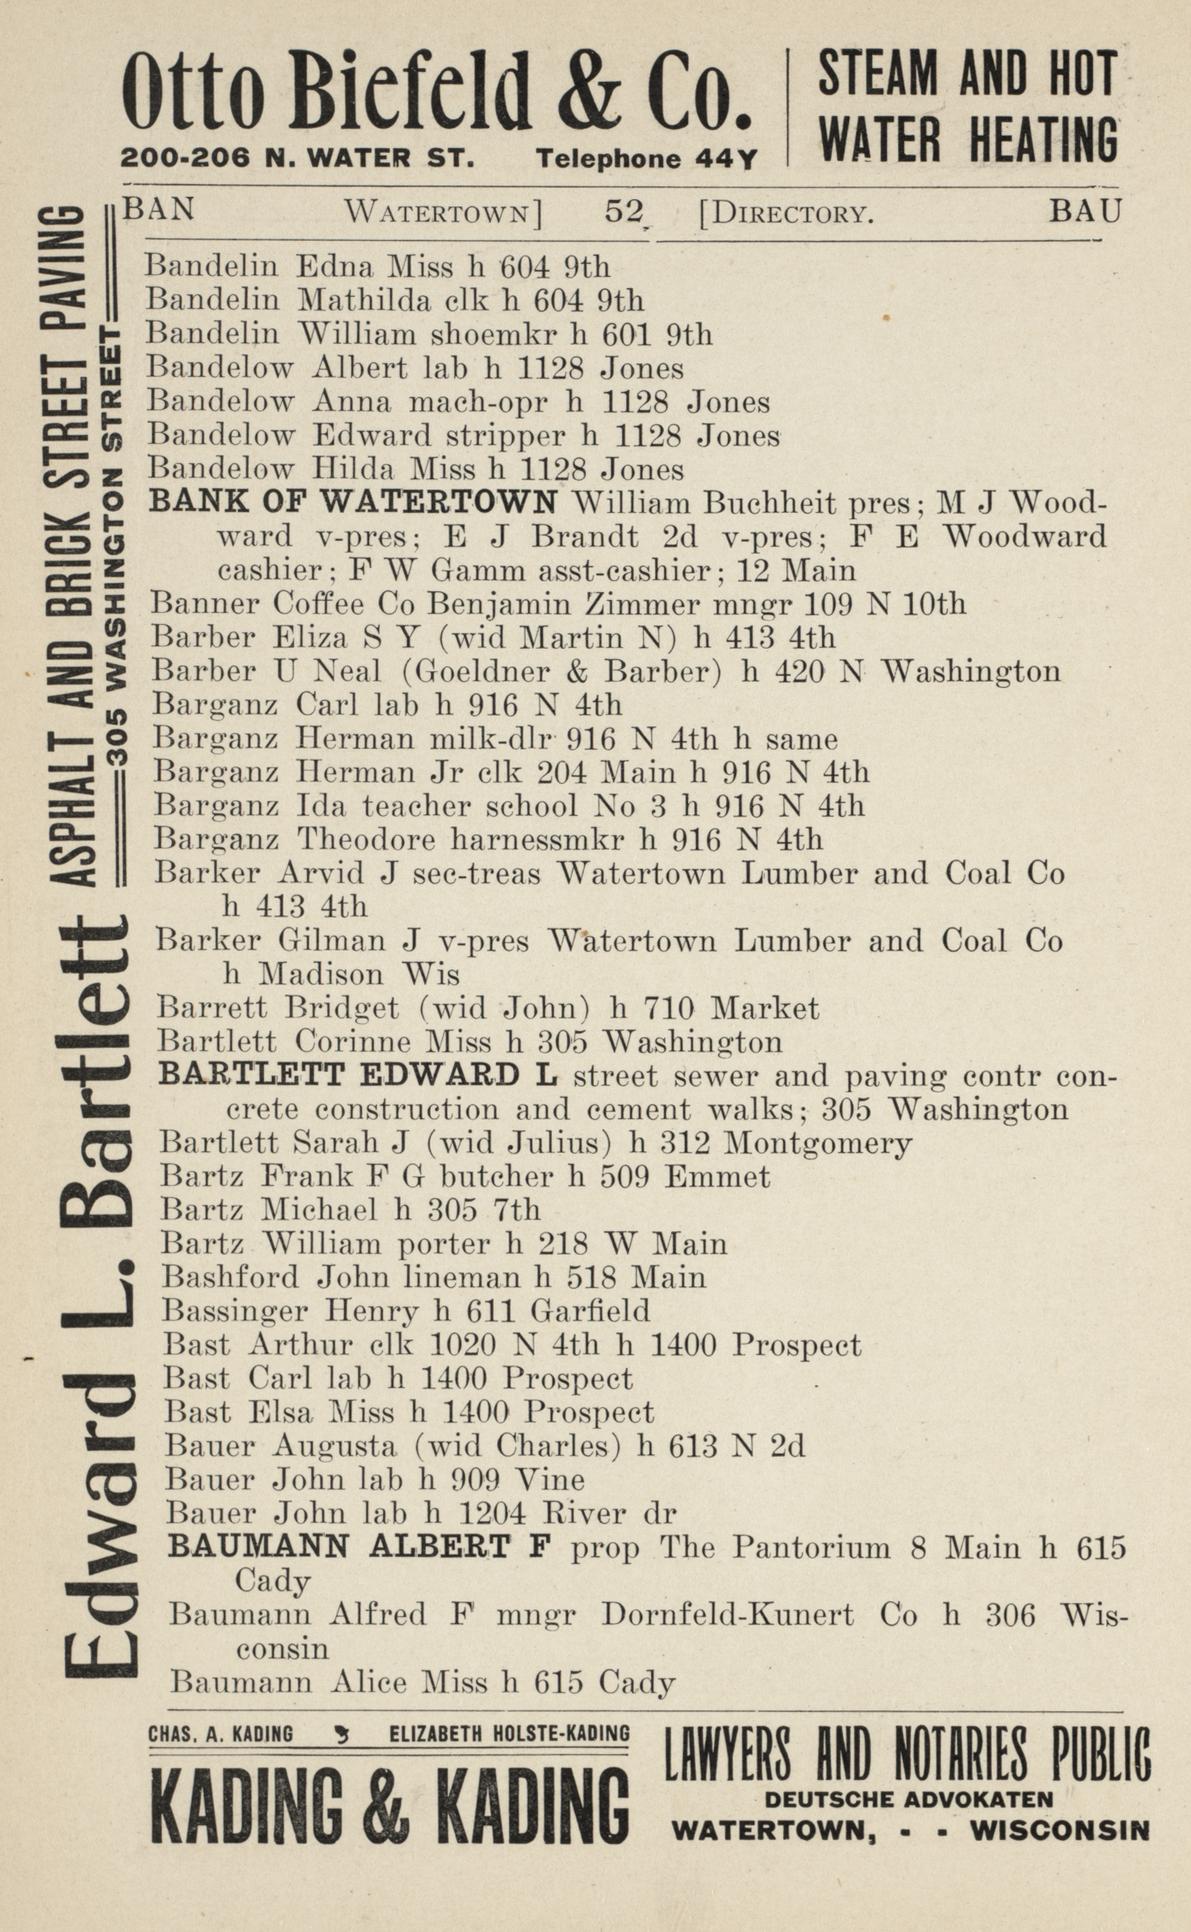 Otto Biefeld & Co.
200-206 N. WATER ST. Telephone 44Y
STEAM AND HOT
WATER HEATING
BAN WATERTOWN] 52 [DIRECTORY. BAU
Bandelin Edna Miss h 604 9th
Bandelin Mathilda clk h 604 9th
Bandelin William shoemkr h 601 9th
Bandelow Albert lab h 1128 Jones
Bandelow Anna mach-opr h 1128 Jones
Bandelow Edward stripper h 1128 Jones
Bandelow Hilda Miss h 1128 Jones
BANK OF WATERTOWN William Buchheit pres; M J Wood-
ward v-pres; E J Brandt 2d v-pres; F E Woodward
cashier; F W Gamm asst-cashier; 12 Main
Banner Coffee Co Benjamin Zimmer mngr 109 N 10th
Barber Eliza S Y (wid Martin N) h 413 4th
Barber U Neal (Goeldner & Barber) h 420 N Washington
Barganz Carl lab h 916 N 4th
Barganz Herman milk-dlr 916 N 4th h same
Barganz Herman Jr clk 204 Main h 916 N 4th
Barganz Ida teacher school No 3 h 916 N 4th
Barganz Theodore harnessmkr h 916 N 4th
Barker Arvid J sec-treas Watertown Lumber and Coal Co
h 413 4th
Barker Gilman J v-pres Watertown Lumber and Coal Co
h Madison Wis
Barrett Bridget (wid John) h 710 Market
Bartlett Corinne Miss h 305 Washington
BARTLETT EDWARD L street sewer and paving contr con-
crete construction and cement walks; 305 Washington
Bartlett Sarah J (wid Julius) h 312 Montgomery
Bartz Frank F G butcher h 509 Emmet
Bartz Michael h 305 7th
Bartz William porter h 218 W Main
Bashford John lineman h 518 Main
Bassinger Henry h 611 Garfield
Bast Arthur clk 1020 N 4th h 1400 Prospect
Bast Carl lab h 1400 Prospect
Bast Elsa Miss h 1400 Prospect
Bauer Augusta (wid Charles) h 613 N 2d
Bauer John lab h 909 Vine
Bauer John lab h 1204 River dr
BAUMANN ALBERT F prop The Pantorium 8 Main h 615
Cady
Baumann Alfred F mngr Dornfeld-Kunert Co h 306 Wis-
consin
Baumann Alice Miss h 615 Cady
Edward L. Bartlett
ASPHALT AND BRICK STREET PAVING
305 WASHINGTON STREET
CHAS. A. KADING ELIZABETH HOLSTE-KADING
KADING & KADING
LAWYERS AND NOTARIES PUBLIC
DEUTSCHE ADVOKATEN
WATERTOWN, - - WISCONSIN